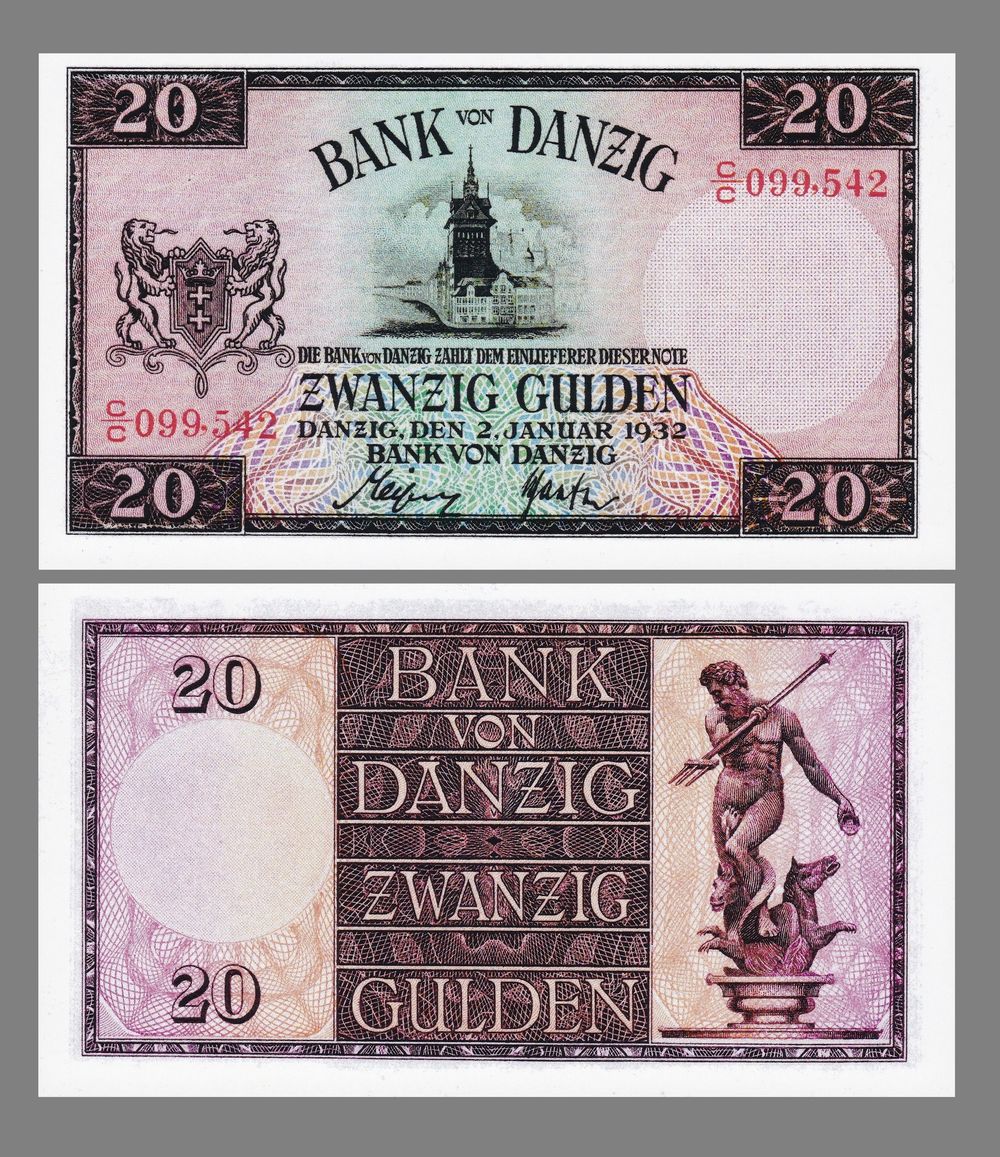 20 20
BANK VON DANZIG
C/C 099,542
DIE BANK VON DANZIG ZAHLT DEM EINLIEFERER DIESER NOTE
ZWANZIG GULDEN
C/C 099,542
DANZIG, DEN 2. JANUAR 1932
BANK VON DANZIG
20 20
20
BANK
VON
DANZIG
ZWANZIG
20
GULDEN